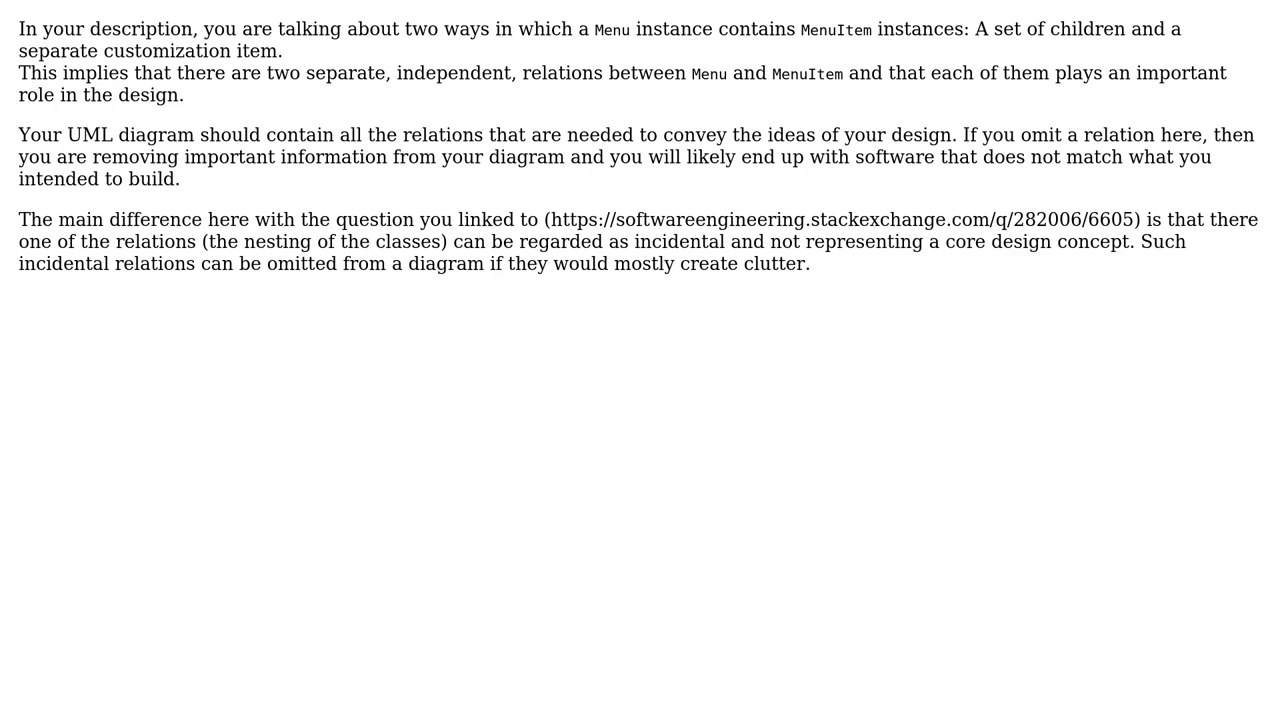 In your description, you are talking about two ways in which a Menu instance contains MenuItem instances: A set of children and a
separate customization item.
This implies that there are two separate, independent, relations between Menu and MenuItem and that each of them plays an important
role in the design.
Your UML diagram should contain all the relations that are needed to convey the ideas of your design. If you omit a relation here, then
you are removing important information from your diagram and you will likely end up with software that does not match what you
intended to build.
The main difference here with the question you linked to (https://softwareengineering.stackexchange.com/q/282006/6605) is that there
one of the relations (the nesting of the classes) can be regarded as incidental and not representing a core design concept. Such
incidental relations can be omitted from a diagram if they would mostly create clutter.